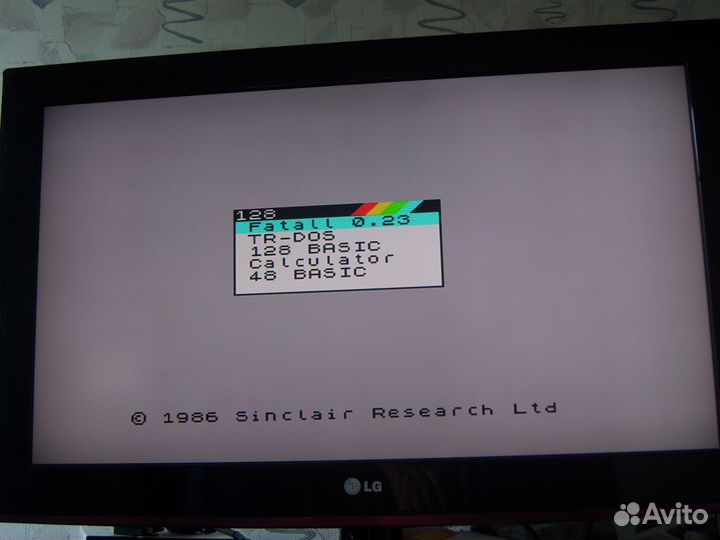 128
Fatall 0.23
TR-DOS
128 BASIC
Calculator
48 BASIC
© 1986 Sinclair Research Ltd
LG
Avito